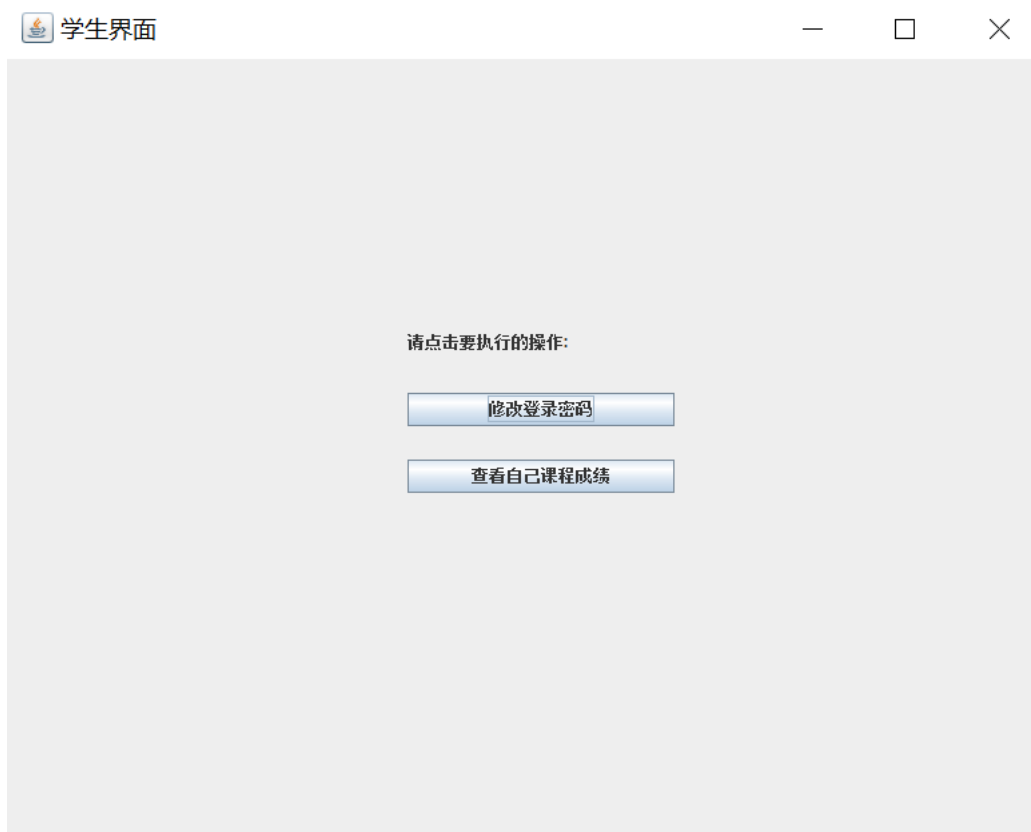 学生界面
请点击要执行的操作:
修改登录密码
查看自己课程成绩